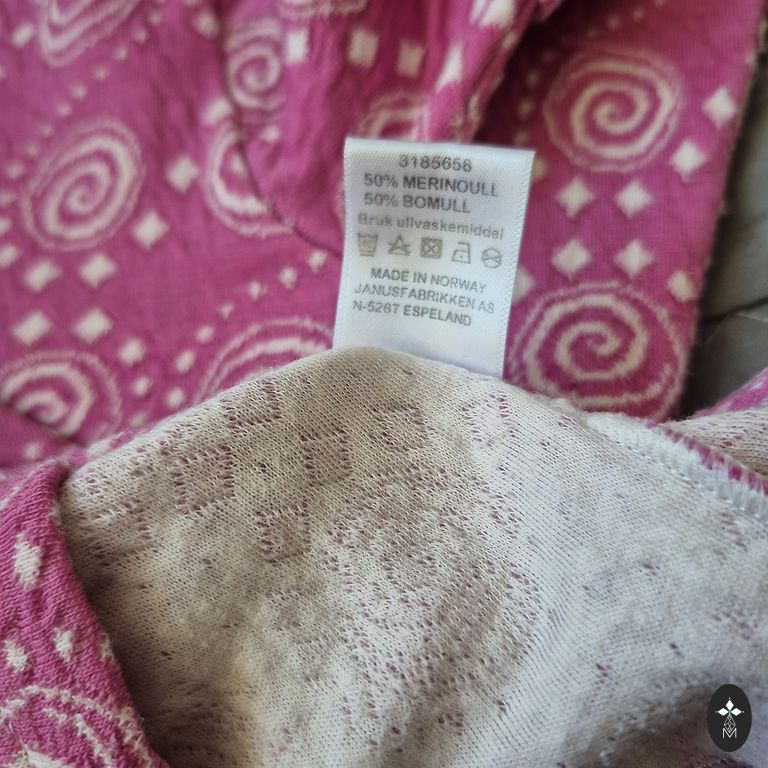 3185658
50% MERINOULL
50% BOMULL
Bruk ullvaskemiddel
MADE IN NORWAY
JANUSFABRIKKEN AS
N-5267 ESPELAND